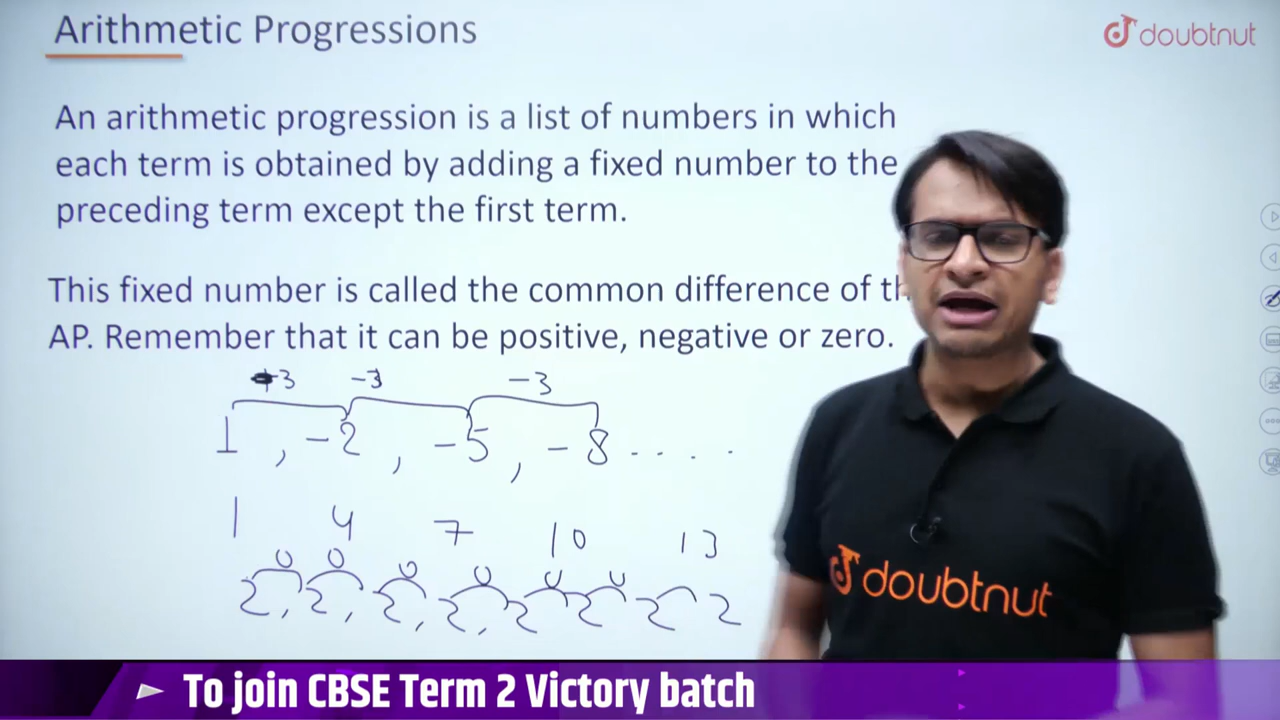 Arithmetic Progressions
doubtnut
An arithmetic progression is a list of numbers in which
each term is obtained by adding a fixed number to the
preceding term except the first term.
This fixed number is called the common difference of th
AP. Remember that it can be positive, negative or zero.
-3 -3 -3
1 , -2 , -5 , -8 . . . .
1 4 7 10 13
0 0 0 0 0 0
2, 2, 2, 2, 2 2 2 2
doubtnut
To join CBSE Term 2 Victory batch